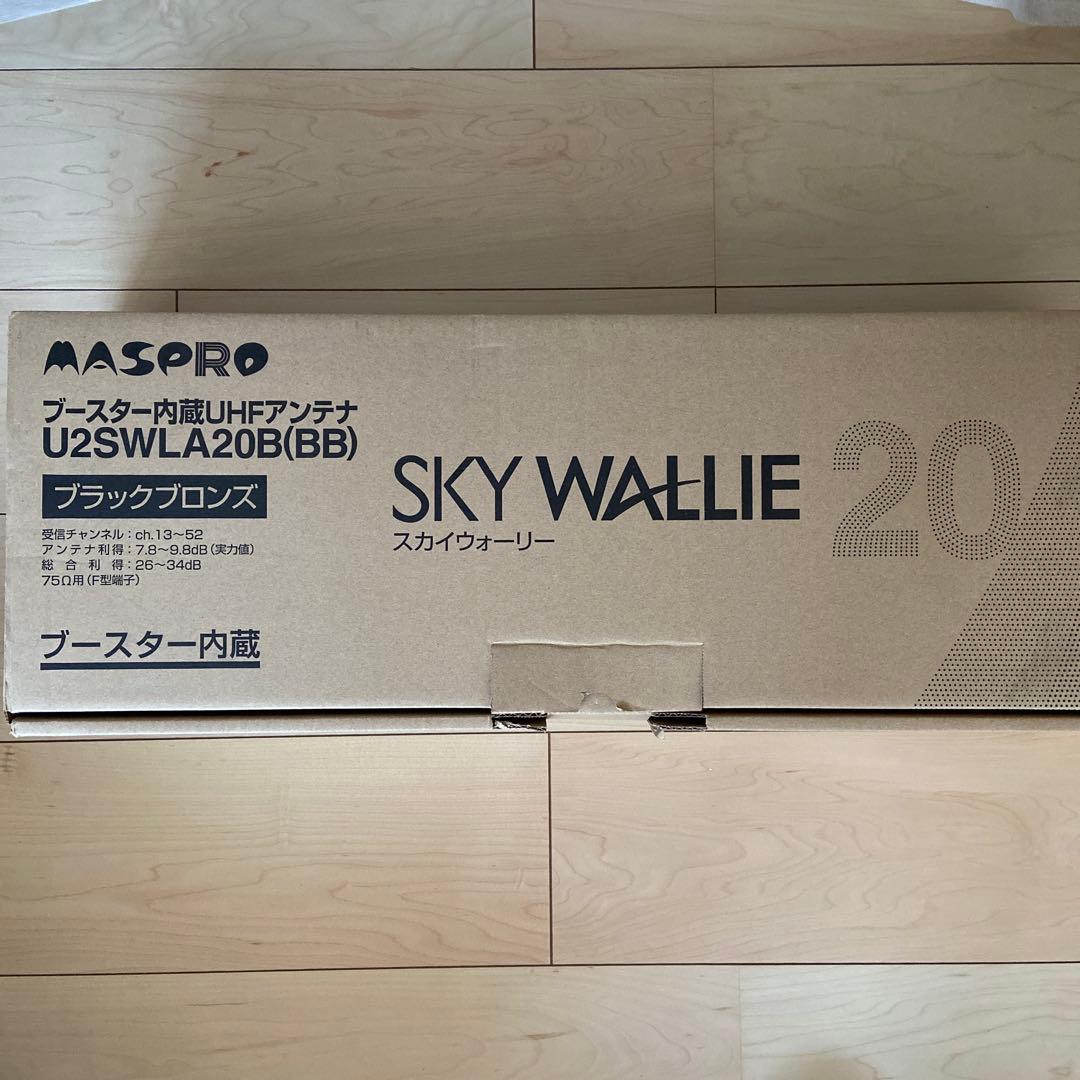 MASPRO
ブースター内蔵UHFアンテナ
U2SWLA20B(BB)
ブラックブロンズ
受信チャンネル：ch.13〜52
アンテナ利得：7.8〜9.8dB（実力値）
総合利得：26〜34dB
75Ω用（F型端子）
ブースター内蔵
SKY WALLIE
スカイウォーリー
20